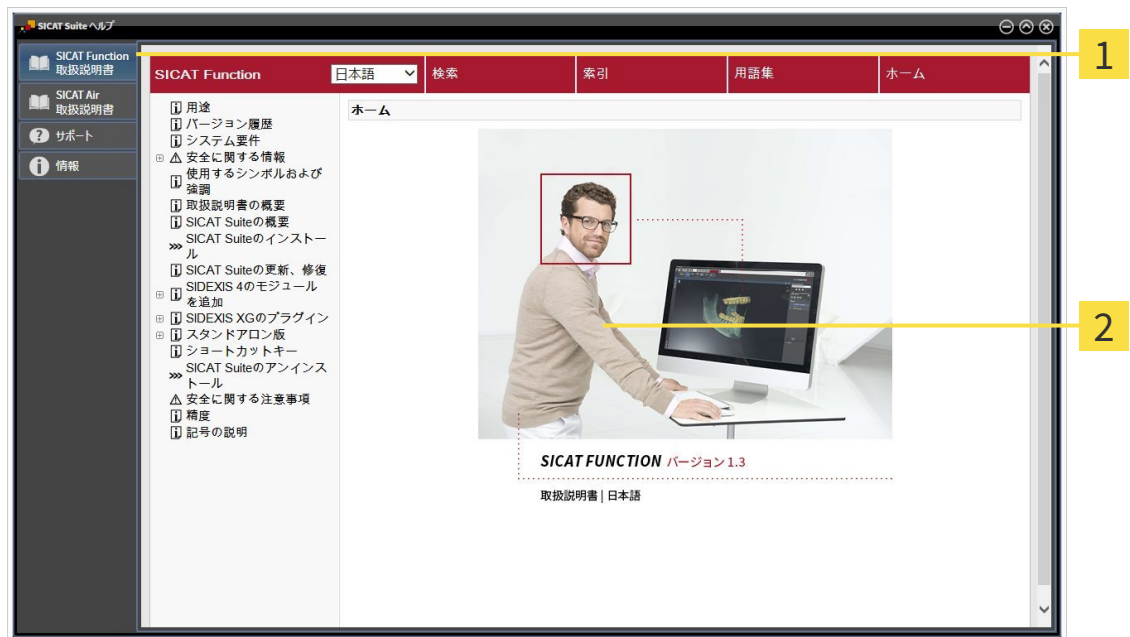 SICAT Suite ヘルプ
SICAT Function
取扱説明書
SICAT Air
取扱説明書
サポート
情報
SICAT Function
日本語
検索
索引
用語集
ホーム
用途
バージョン履歴
システム要件
安全に関する情報
使用するシンボルおよび
強調
取扱説明書の概要
SICAT Suiteの概要
SICAT Suiteのインストー
ル
SICAT Suiteの更新、修復
SIDEXIS 4のモジュール
を追加
SIDEXIS XGのプラグイン
スタンドアロン版
ショートカットキー
SICAT Suiteのアンインス
トール
安全に関する注意事項
精度
記号の説明
ホーム
SICAT FUNCTION バージョン 1.3
取扱説明書 | 日本語
1
2